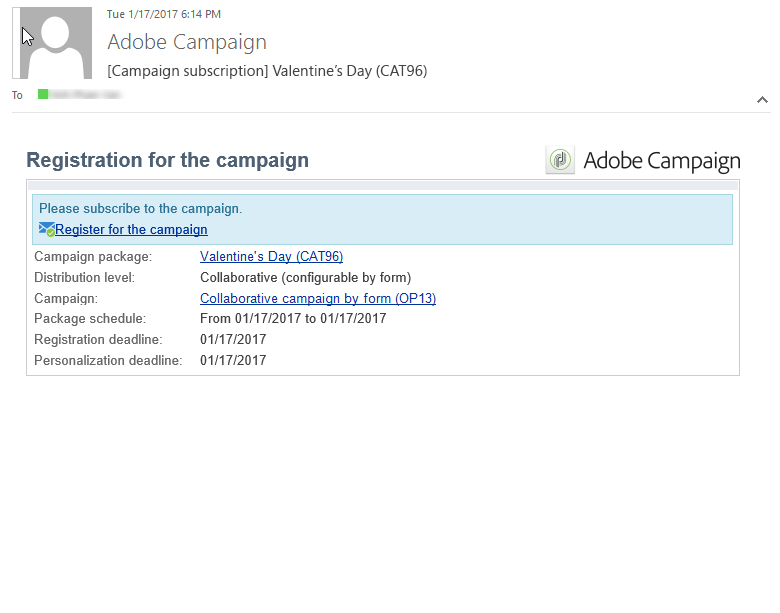 Tue 1/17/2017 6:14 PM
Adobe Campaign
[Campaign subscription] Valentine's Day (CAT96)
To
Registration for the campaign
Adobe Campaign
Please subscribe to the campaign.
Register for the campaign
Campaign package: Valentine's Day (CAT96)
Distribution level: Collaborative (configurable by form)
Campaign: Collaborative campaign by form (OP13)
Package schedule: From 01/17/2017 to 01/17/2017
Registration deadline: 01/17/2017
Personalization deadline: 01/17/2017